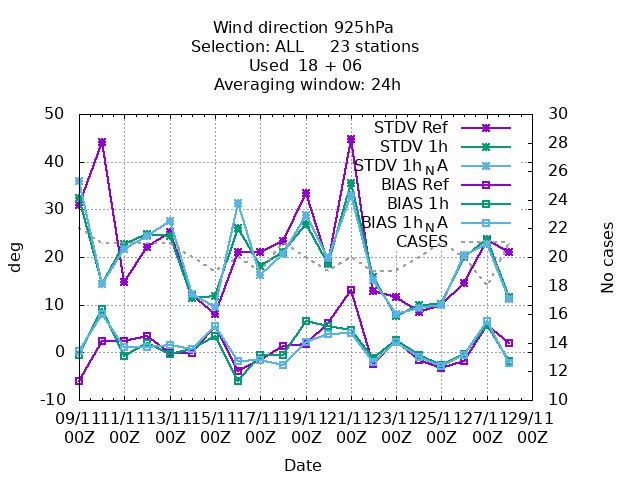 Wind direction 925hPa
Selection: ALL 23 stations
Used 18 + 06
Averaging window: 24h
50 30
STDV Ref
28
STDV 1h
40 26
STDV 1hNA
BIAS Ref
24
BIAS 1h
30
BIAS 1hNA
22
CASES
20 20
18
10 16
14
0
12
-10 10
deg
No cases
09/11 11/11 13/11 15/11 17/11 19/11 21/11 23/11 25/11 27/11 29/11
00Z 00Z 00Z 00Z 00Z 00Z 00Z 00Z 00Z 00Z 00Z
Date